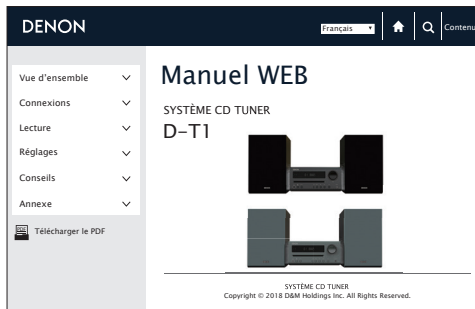 DENON
Français
Contenu
Vue d'ensemble
Connexions
Lecture
Réglages
Conseils
Annexe
Télécharger le PDF
Manuel WEB
SYSTÈME CD TUNER
D-T1
SYSTÈME CD TUNER
Copyright © 2018 D&M Holdings Inc. All Rights Reserved.